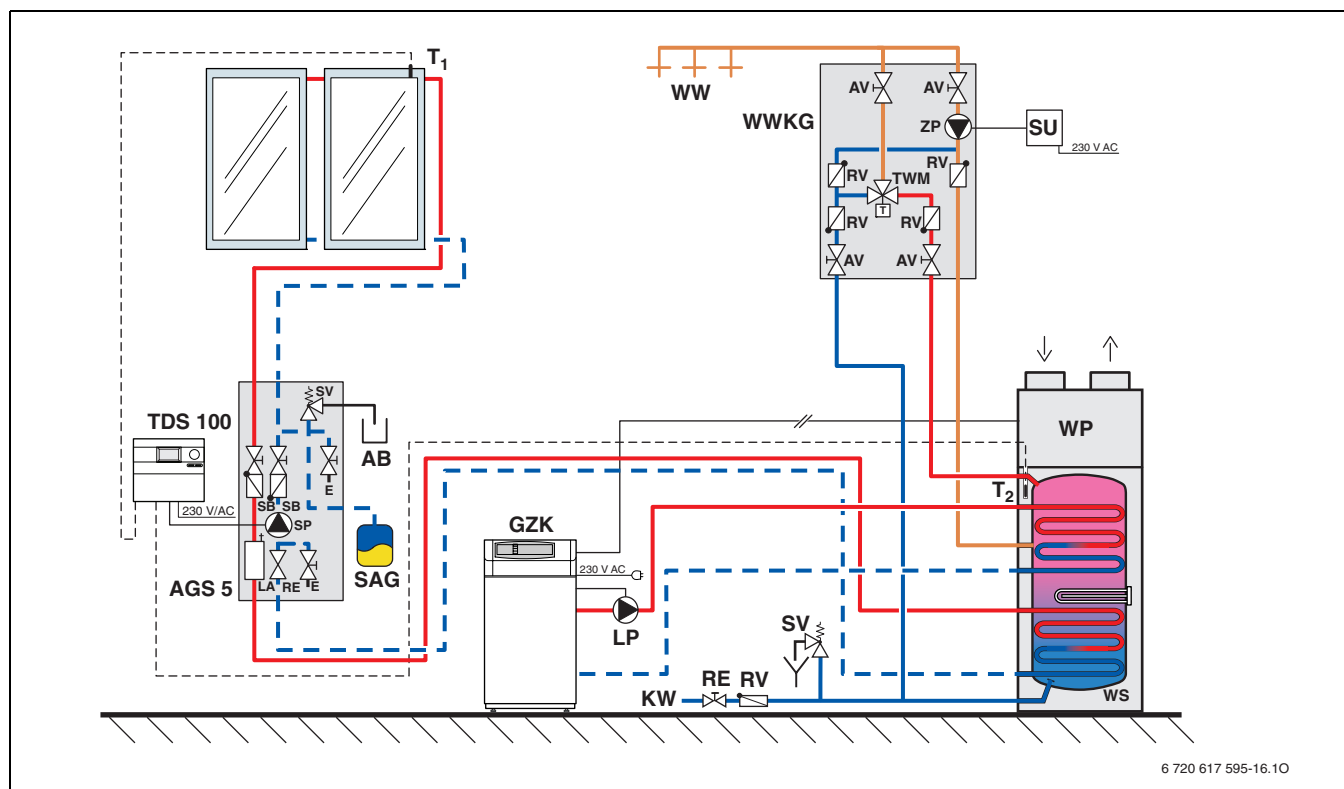 T1
WW
AV
AV
WWKG
ZP
SU
230 V AC
RV
RV
TWM
T
RV
RV
AV
AV
SV
TDS 100
AB
E
WP
T2
SB
SB
230 V/AC
SP
GZK
SAG
230 V AC
AGS 5
LA
RE
E
LP
SV
RE
RV
KW
WS
6 720 617 595-16.1O